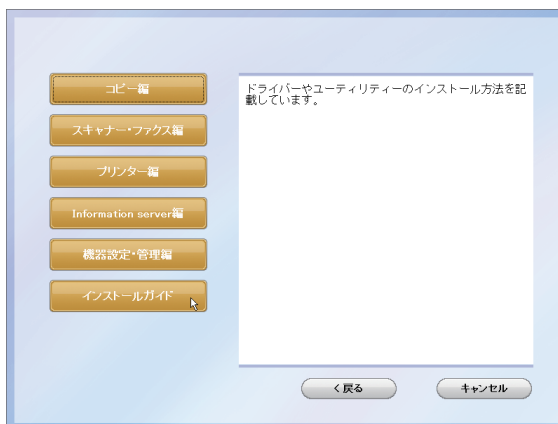 コピー編
スキャナー・ファクス編
プリンター編
Information server編
機器設定・管理編
インストールガイド
ドライバーやユーティリティーのインストール方法を記
載しています。
< 戻る
キャンセル